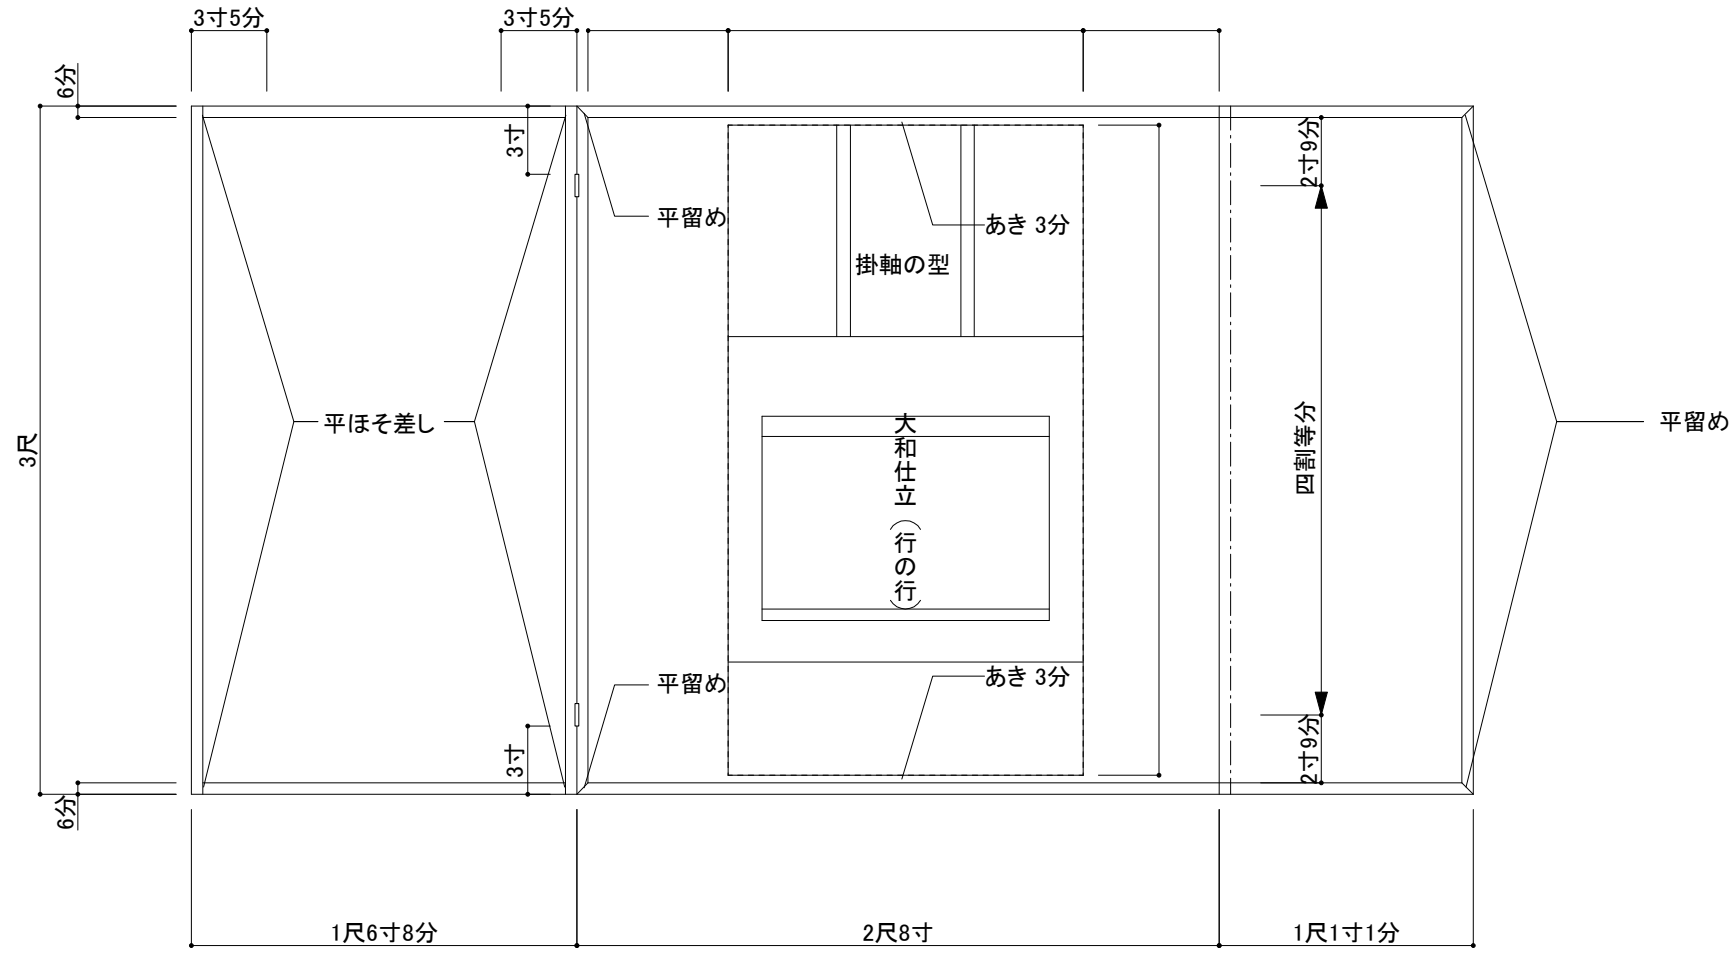 3寸5分
3寸5分
6分
3寸
2寸9分
平留め
あき 3分
掛軸の型
3尺
平ほそ差し
大和仕立(行の行)
四割等分
平留め
平留め
あき 3分
3寸
2寸9分
6分
1尺6寸8分
2尺8寸
1尺1寸1分